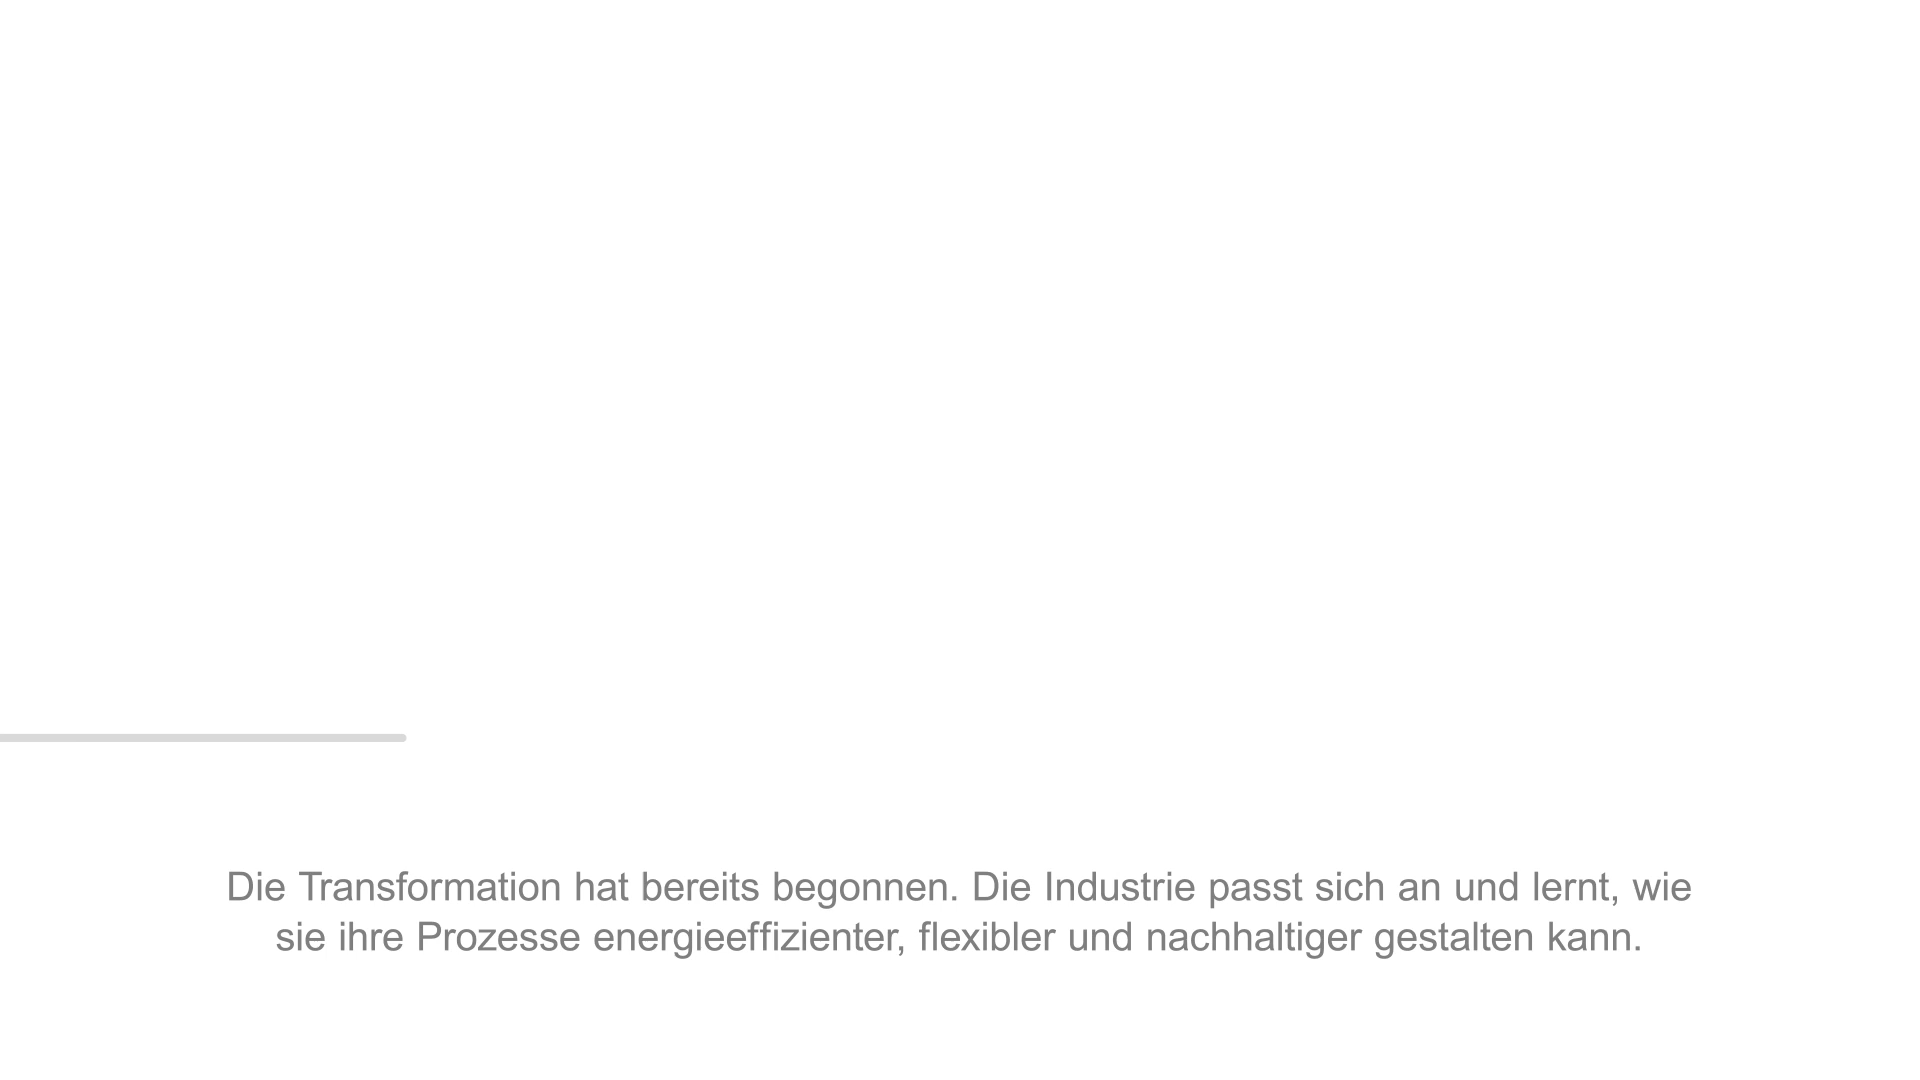 Die Transformation hat bereits begonnen. Die Industrie passt sich an und lernt, wie
sie ihre Prozesse energieeffizienter, flexibler und nachhaltiger gestalten kann.